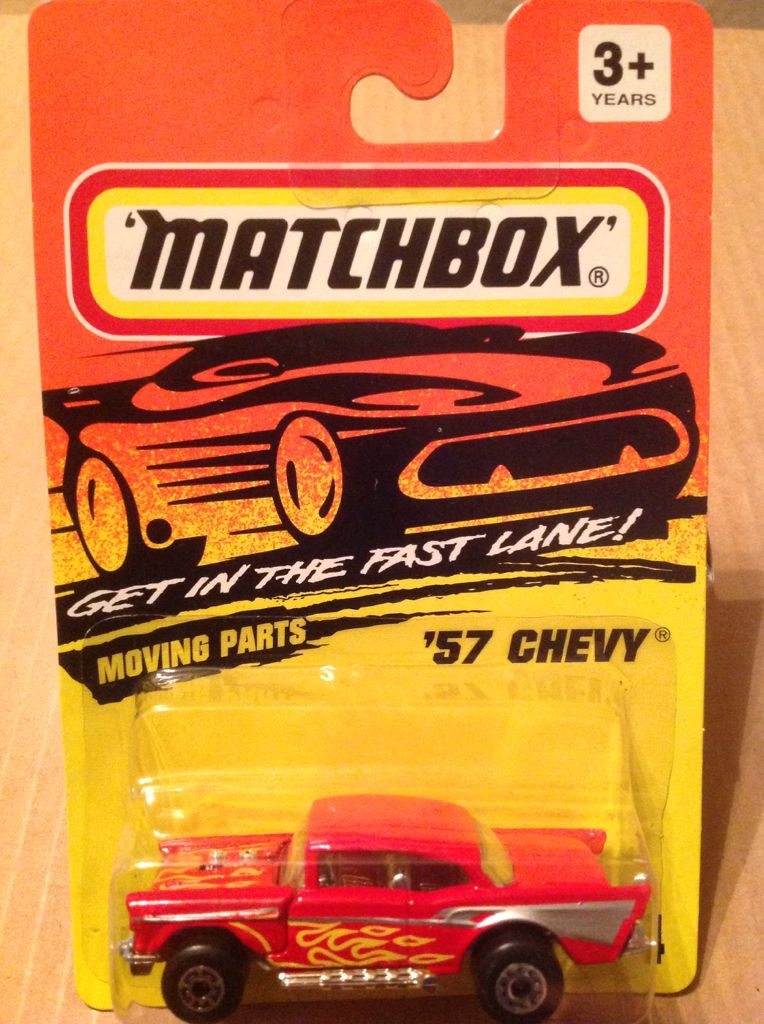 3+
YEARS
'MATCHBOX'®
GET IN THE FAST LANE!
MOVING PARTS
'57 CHEVY®